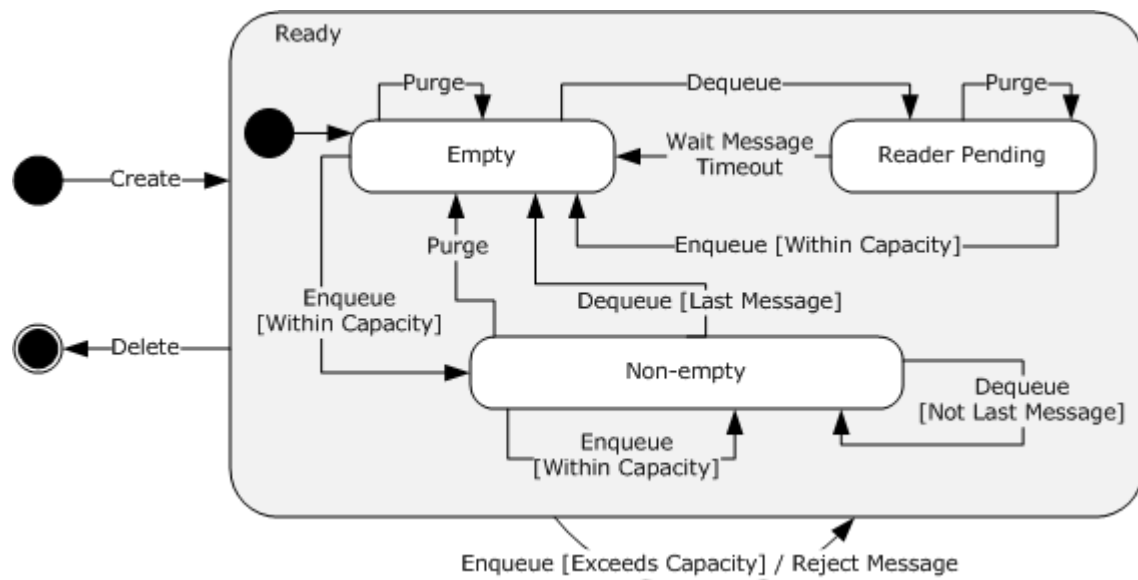 Ready
Purge
Dequeue
Purge
Empty
Wait Message
Timeout
Reader Pending
Create
Purge
Enqueue [Within Capacity]
Enqueue
[Within Capacity]
Dequeue [Last Message]
Delete
Non-empty
Dequeue
[Not Last Message]
Enqueue
[Within Capacity]
Enqueue [Exceeds Capacity] / Reject Message